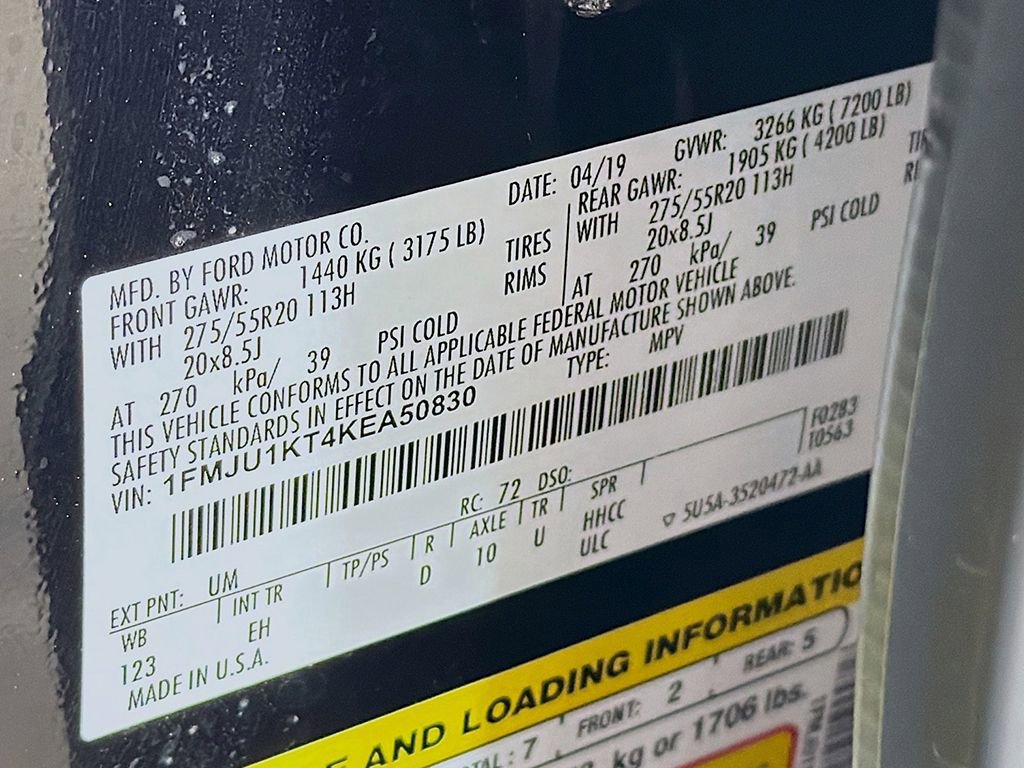 MFD. BY FORD MOTOR CO.
DATE: 04/19 GVWR: 3266 KG ( 7200 LB)
FRONT GAWR: 1440 KG ( 3175 LB) REAR GAWR: 1905 KG ( 4200 LB)
WITH 275/55R20 113H TIRES WITH 275/55R20 113H
20x8.5J RIMS 20x8.5J
AT 270 kPa/ 39 PSI COLD AT 270 kPa/ 39 PSI COLD
THIS VEHICLE CONFORMS TO ALL APPLICABLE FEDERAL MOTOR VEHICLE
SAFETY STANDARDS IN EFFECT ON THE DATE OF MANUFACTURE SHOWN ABOVE.
VIN: 1FMJU1KT4KEA50830 TYPE: MPV
F0283
T0563
EXT PNT: UM RC: 72 DSO:
WB INT TR TP/PS R AXLE TR SPR
123 EH D 10 U HHCC
ULC
MADE IN U.S.A. 5U5A-3520472-AA
AND LOADING INFORMATIO
: 7 FRONT: 2 REAR: 5
kg or 1706 lbs.